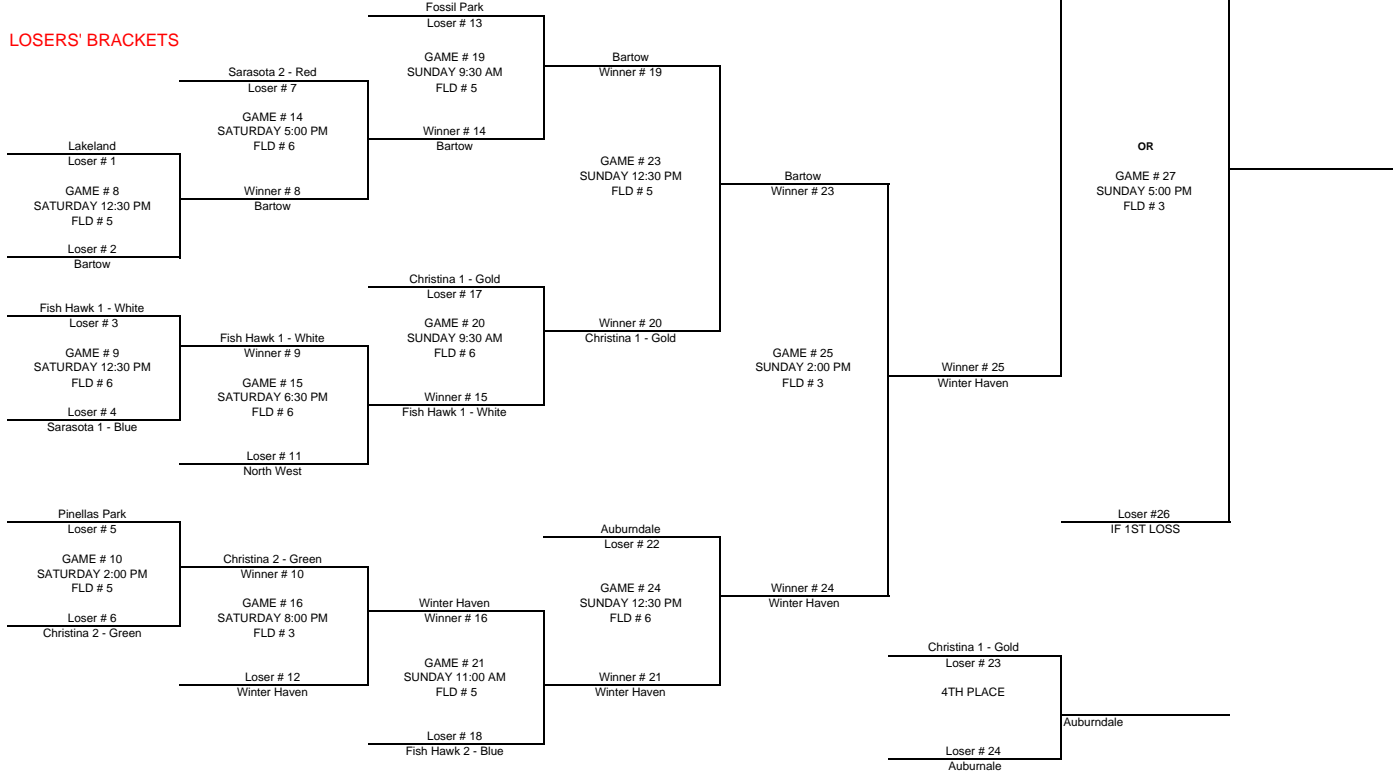 Fossil Park
Loser # 13
LOSERS' BRACKETS
GAME # 19
SUNDAY 9:30 AM
FLD # 5
Bartow
Winner # 19
Sarasota 2 - Red
Loser # 7
GAME # 14
SATURDAY 5:00 PM
FLD # 6
Winner # 14
Bartow
Lakeland
Loser # 1
GAME # 8
SATURDAY 12:30 PM
FLD # 5
Winner # 8
Bartow
Loser # 2
Bartow
GAME # 23
SUNDAY 12:30 PM
FLD # 5
Bartow
Winner # 23
OR
GAME # 27
SUNDAY 5:00 PM
FLD # 3
Christina 1 - Gold
Loser # 17
GAME # 20
SUNDAY 9:30 AM
FLD # 6
Winner # 20
Christina 1 - Gold
Fish Hawk 1 - White
Loser # 3
GAME # 9
SATURDAY 12:30 PM
FLD # 6
Loser # 4
Sarasota 1 - Blue
Fish Hawk 1 - White
Winner # 9
GAME # 15
SATURDAY 6:30 PM
FLD # 6
Winner # 15
Fish Hawk 1 - White
Loser # 11
North West
GAME # 25
SUNDAY 2:00 PM
FLD # 3
Winner # 25
Winter Haven
Loser #26
IF 1ST LOSS
Pinellas Park
Loser # 5
GAME # 10
SATURDAY 2:00 PM
FLD # 5
Loser # 6
Christina 2 - Green
Christina 2 - Green
Winner # 10
GAME # 16
SATURDAY 8:00 PM
FLD # 3
Loser # 12
Winter Haven
Winter Haven
Winner # 16
GAME # 21
SUNDAY 11:00 AM
FLD # 5
Loser # 18
Fish Hawk 2 - Blue
Auburndale
Loser # 22
GAME # 24
SUNDAY 12:30 PM
FLD # 6
Winner # 21
Winter Haven
Winner # 24
Winter Haven
Christina 1 - Gold
Loser # 23
4TH PLACE
Auburndale
Loser # 24
Auburnale